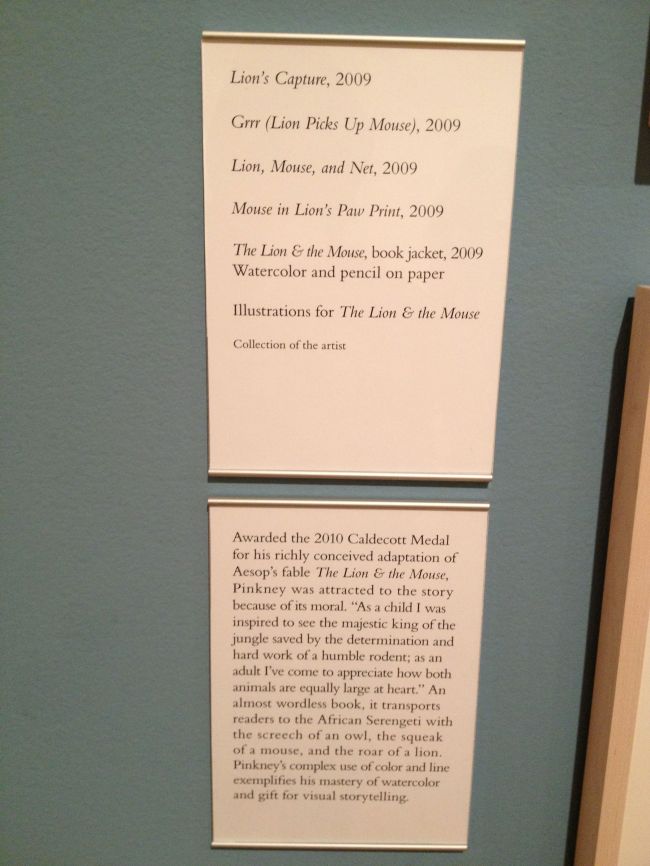 Lion's Capture, 2009
Grrr (Lion Picks Up Mouse), 2009
Lion, Mouse, and Net, 2009
Mouse in Lion's Paw Print, 2009
The Lion & the Mouse, book jacket, 2009
Watercolor and pencil on paper
Illustrations for The Lion & the Mouse
Collection of the artist
Awarded the 2010 Caldecott Medal
for his richly conceived adaptation of
Aesop's fable The Lion & the Mouse,
Pinkney was attracted to the story
because of its moral. "As a child I was
inspired to see the majestic king of the
jungle saved by the determination and
hard work of a humble rodent; as an
adult I've come to appreciate how both
animals are equally large at heart." An
almost wordless book, it transports
readers to the African Serengeti with
the screech of an owl, the squeak
of a mouse, and the roar of a lion.
Pinkney's complex use of color and line
exemplifies his mastery of watercolor
and gift for visual storytelling.